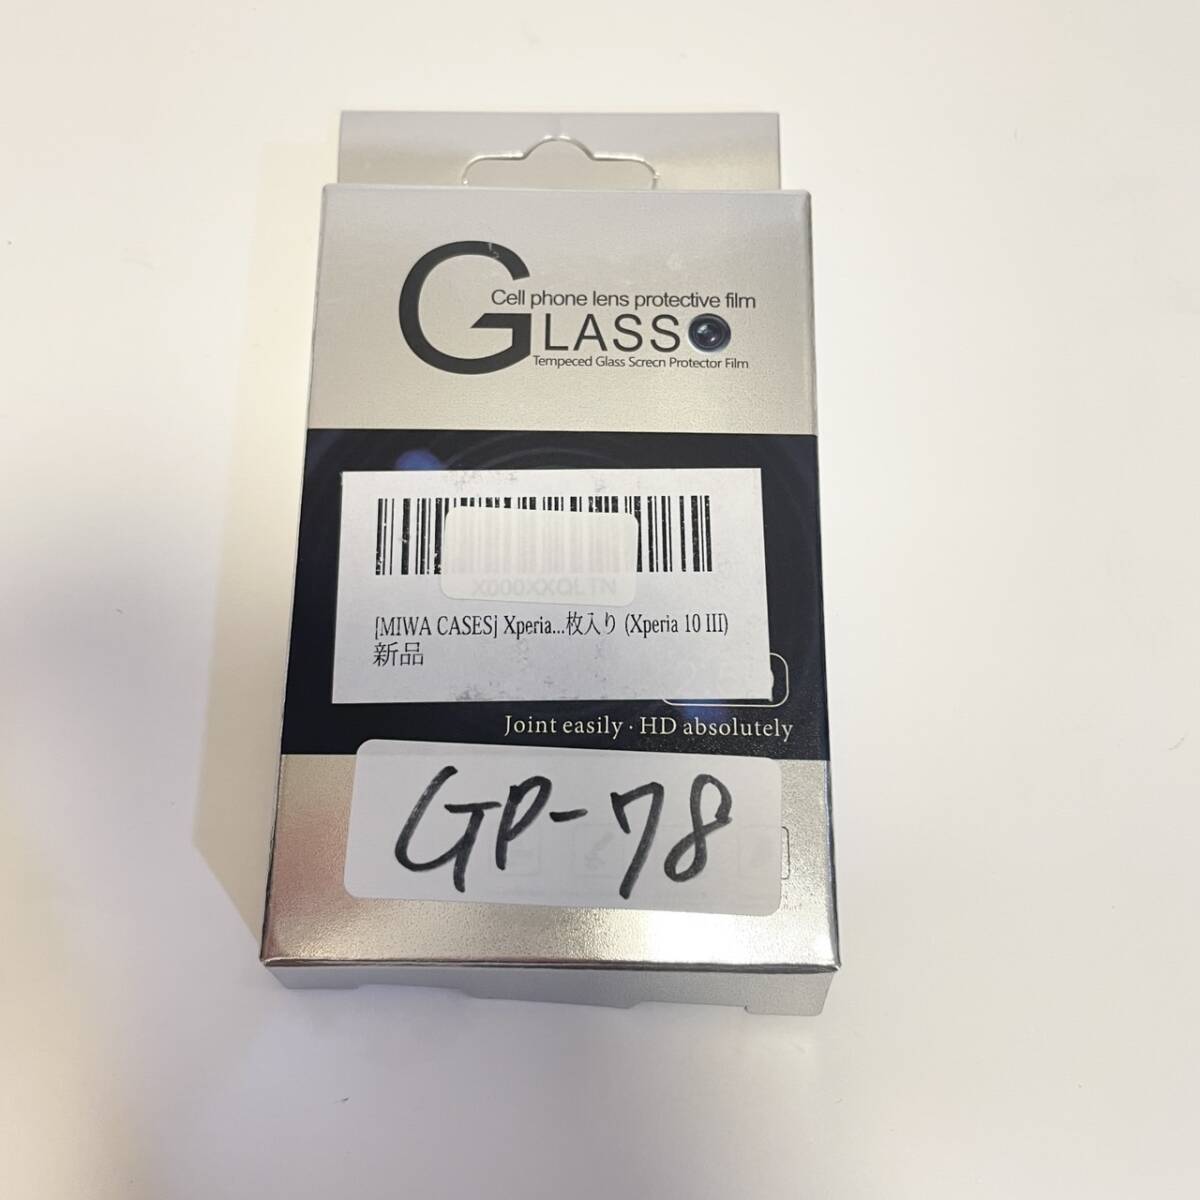 Cell phone lens protective film
GLASS
Tempeced Glass Screcn Protector Film
X000XXQLTN
[MIWA CASES] Xperia...枚入り (Xperia 10 III)
新品
Joint easily · HD absolutely
GP-78